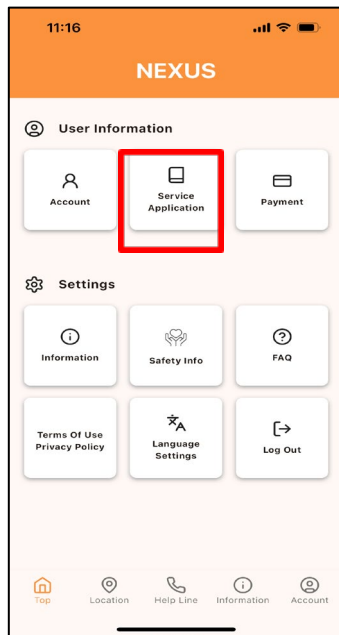 11:16
NEXUS
User Information
Account
Service
Application
Payment
Settings
Information
Safety Info
FAQ
Terms Of Use
Privacy Policy
Language
Settings
Log Out
Top
Location
Help Line
Information
Account